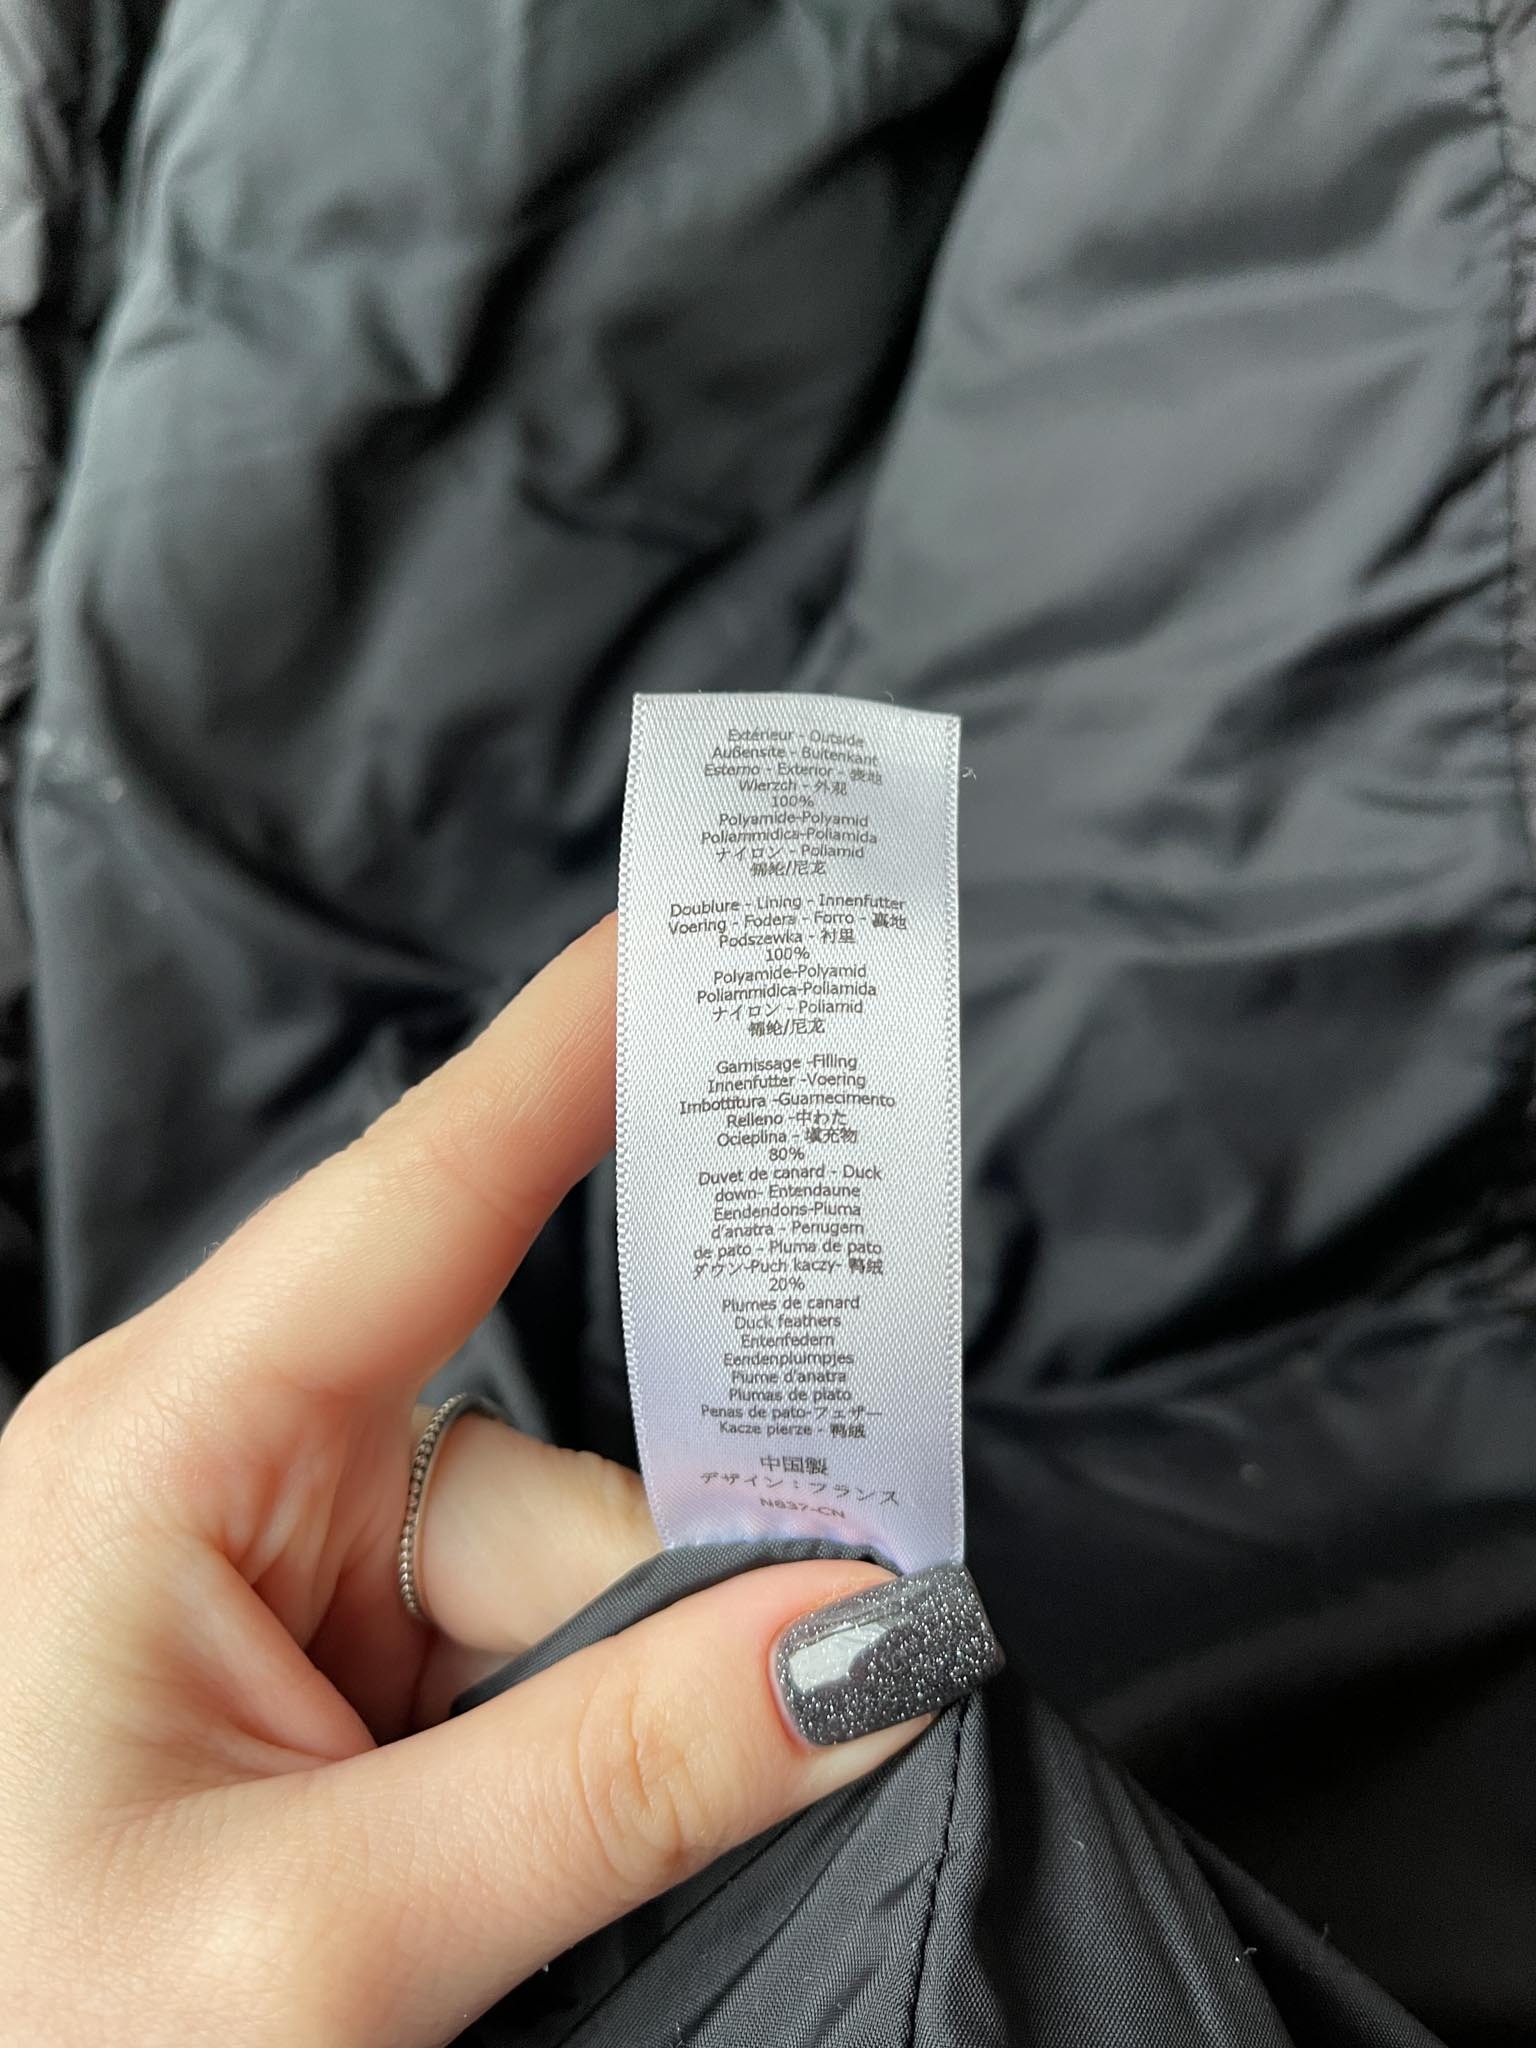 Extérieur - Outside
Außensite - Buitenkant
Esterno - Exterior - 表地
Wierzch - 外观
100%
Polyamide-Polyamid
Poliammidica-Poliamida
ナイロン - Poliamid
锦纶/尼龙
Doublure - Lining - Innenfutter
Voering - Fodera - Forro - 裏地
Podszewka - 衬里
100%
Polyamide-Polyamid
Poliammidica-Poliamida
ナイロン - Poliamid
锦纶/尼龙
Garnissage -Filling
Innenfutter -Voering
Imbottitura -Guarnecimento
Relleno -中わた
Ocieplina - 填充物
80%
Duvet de canard - Duck
down- Entendaune
Eendendons-Piuma
d'anatra - Penugem
de pato - Pluma de pato
ダウン-Puch kaczy- 鸭绒
20%
Plumes de canard
Duck feathers
Entenfedern
Eendenpluimpjes
Piume d'anatra
Plumas de piato
Penas de pato-フェザー
Kacze pierze - 鸭绒
中国製
デザイン：フランス
N637-CN